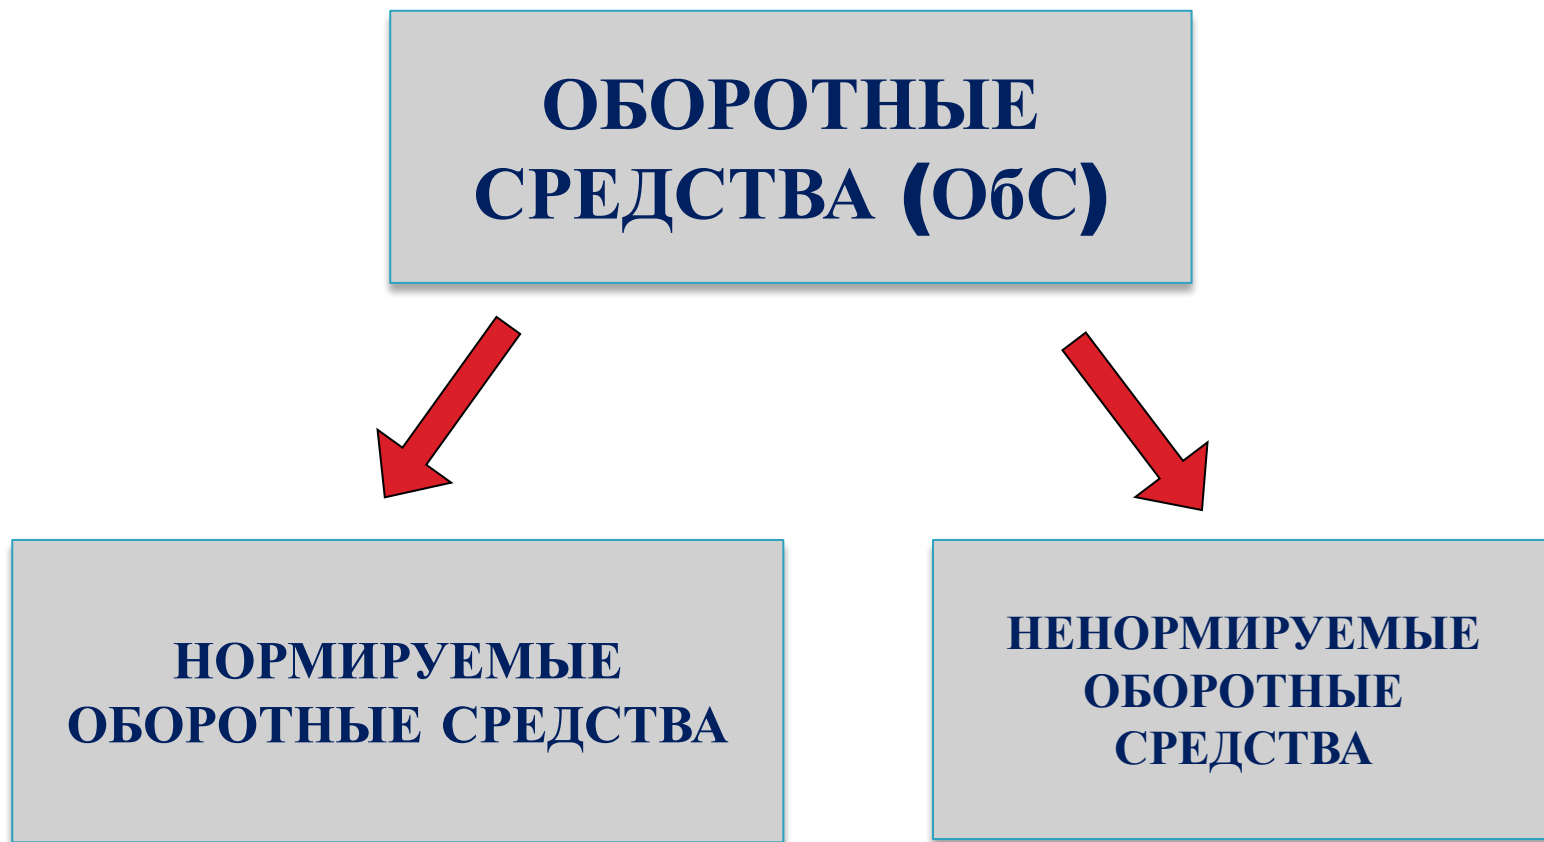 ОБОРОТНЫЕ
СРЕДСТВА (ОбС)
НОРМИРУЕМЫЕ
ОБОРОТНЫЕ СРЕДСТВА
НЕНОРМИРУЕМЫЕ
ОБОРОТНЫЕ
СРЕДСТВА